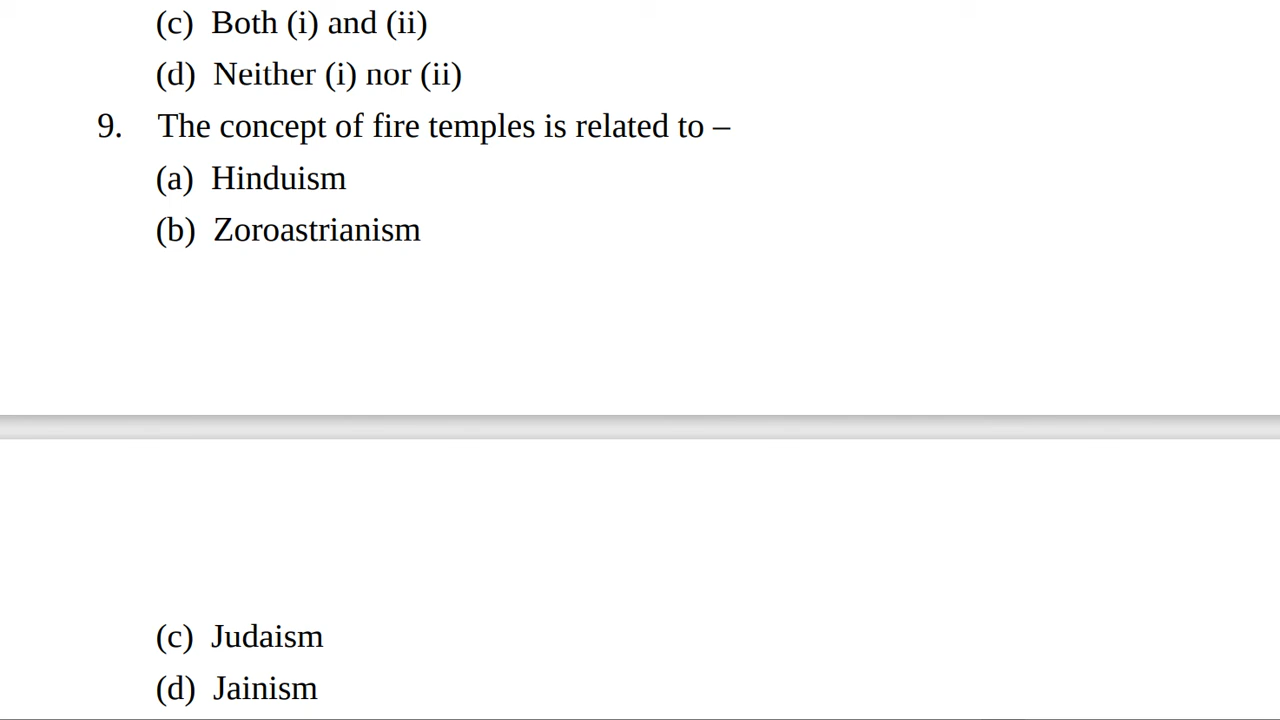 (c) Both (i) and (ii)
(d) Neither (i) nor (ii)
9. The concept of fire temples is related to –
(a) Hinduism
(b) Zoroastrianism
(c) Judaism
(d) Jainism